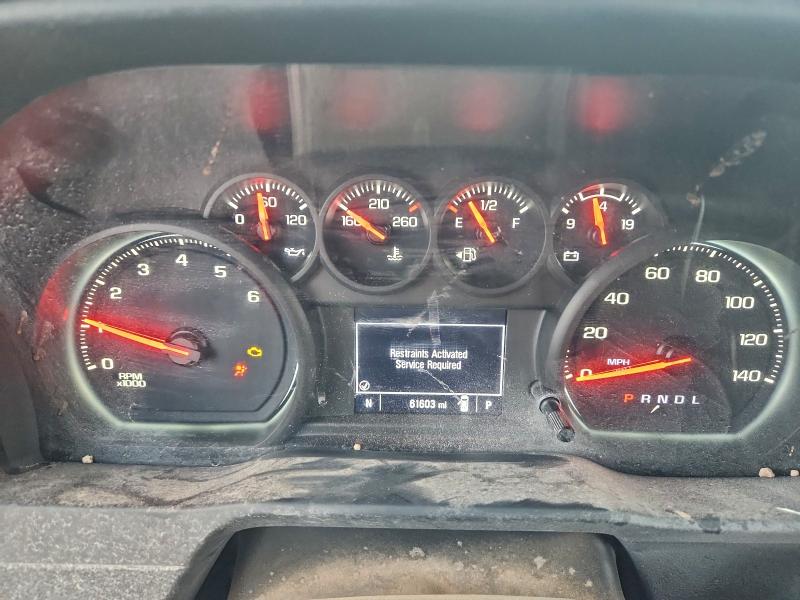 0 60 120
160 210 260
E 1/2 F
9 14 19
0 1 2 3 4 5 6
RPM
x1000
Restraints Activated
Service Required
N 61603 mi P
0 20 40 60 80 100 120 140
MPH
P R N D L